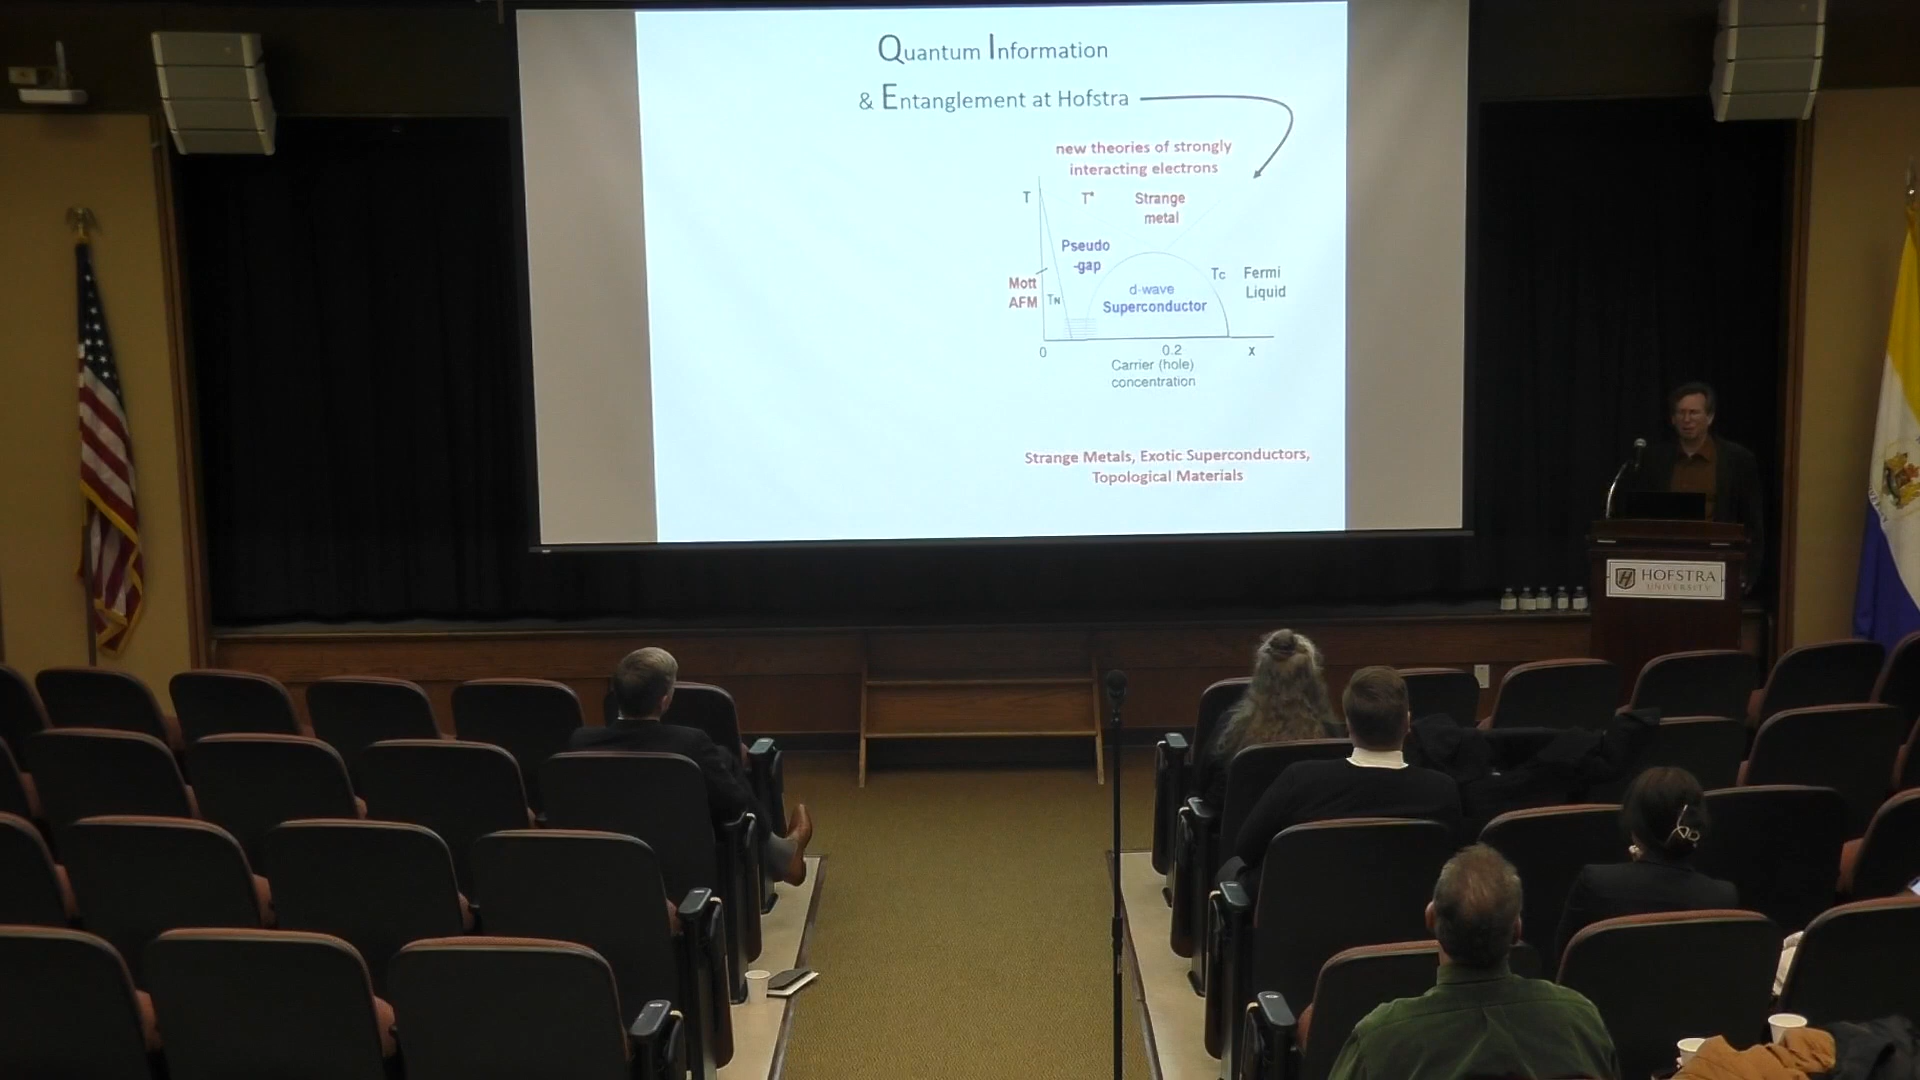 Quantum Information
& Entanglement at Hofstra
new theories of strongly
interacting electrons
T
T*
Strange
metal
Pseudo
-gap
Mott
AFM
TN
d-wave
Superconductor
Tc
Fermi
Liquid
0
0.2
x
Carrier (hole)
concentration
Strange Metals, Exotic Superconductors,
Topological Materials
HOFSTRA
UNIVERSITY